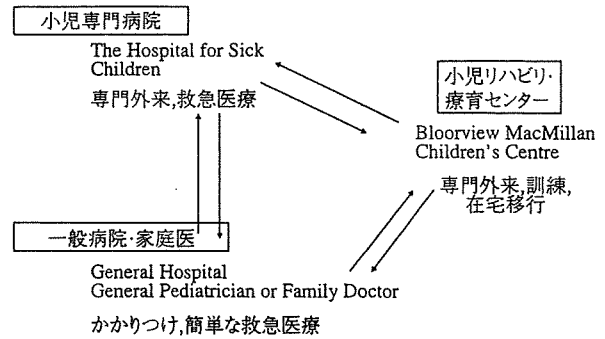 小児専門病院
The Hospital for Sick
Children
専門外来,救急医療
小児リハビリ・
療育センター
Bloorview MacMillan
Children's Centre
専門外来,訓練,
在宅移行
一般病院・家庭医
General Hospital
General Pediatrician or Family Doctor
かかりつけ,簡単な救急医療